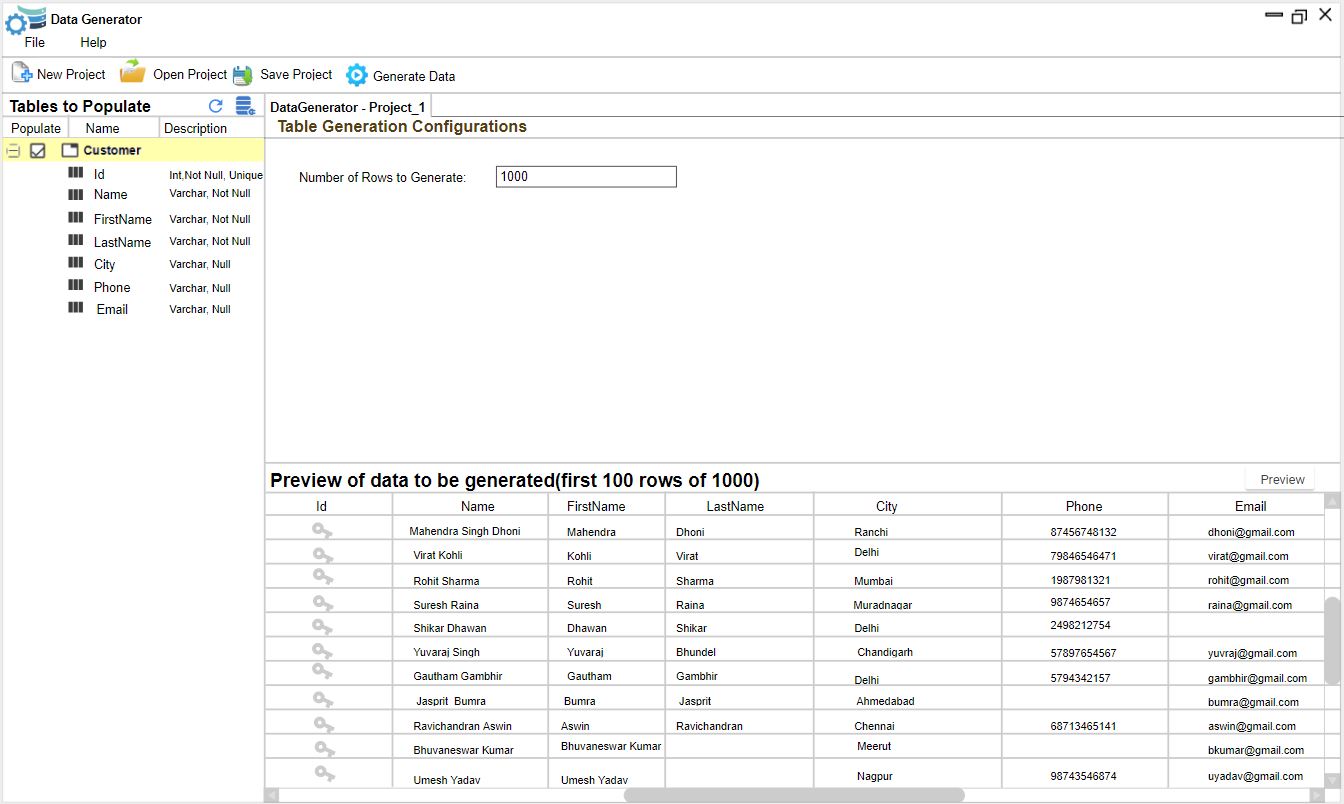 Data Generator
File Help
New Project Open Project Save Project Generate Data
Tables to Populate
Populate Name Description
Customer
Id Int,Not Null, Unique
Name Varchar, Not Null
FirstName Varchar, Not Null
LastName Varchar, Not Null
City Varchar, Null
Phone Varchar, Null
Email Varchar, Null
DataGenerator - Project_1
Table Generation Configurations
Number of Rows to Generate: 1000
Preview of data to be generated(first 100 rows of 1000) Preview
Id Name FirstName LastName City Phone Email
Mahendra Singh Dhoni Mahendra Dhoni Ranchi 87456748132 dhoni@gmail.com
Virat Kohli Kohli Virat Delhi 79846546471 virat@gmail.com
Rohit Sharma Rohit Sharma Mumbai 1987981321 rohit@gmail.com
Suresh Raina Suresh Raina Muradnagar 9874654657 raina@gmail.com
Shikar Dhawan Dhawan Shikar Delhi 2498212754
Yuvaraj Singh Yuvaraj Bhundel Chandigarh 57897654567 yuvraj@gmail.com
Gautham Gambhir Gautham Gambhir Delhi 5794342157 gambhir@gmail.com
Jasprit Bumra Bumra Jasprit Ahmedabad bumra@gmail.com
Ravichandran Aswin Aswin Ravichandran Chennai 68713465141 aswin@gmail.com
Bhuvaneswar Kumar Bhuvaneswar Kumar Meerut bkumar@gmail.com
Umesh Yadav Umesh Yadav Nagpur 98743546874 uyadav@gmail.com